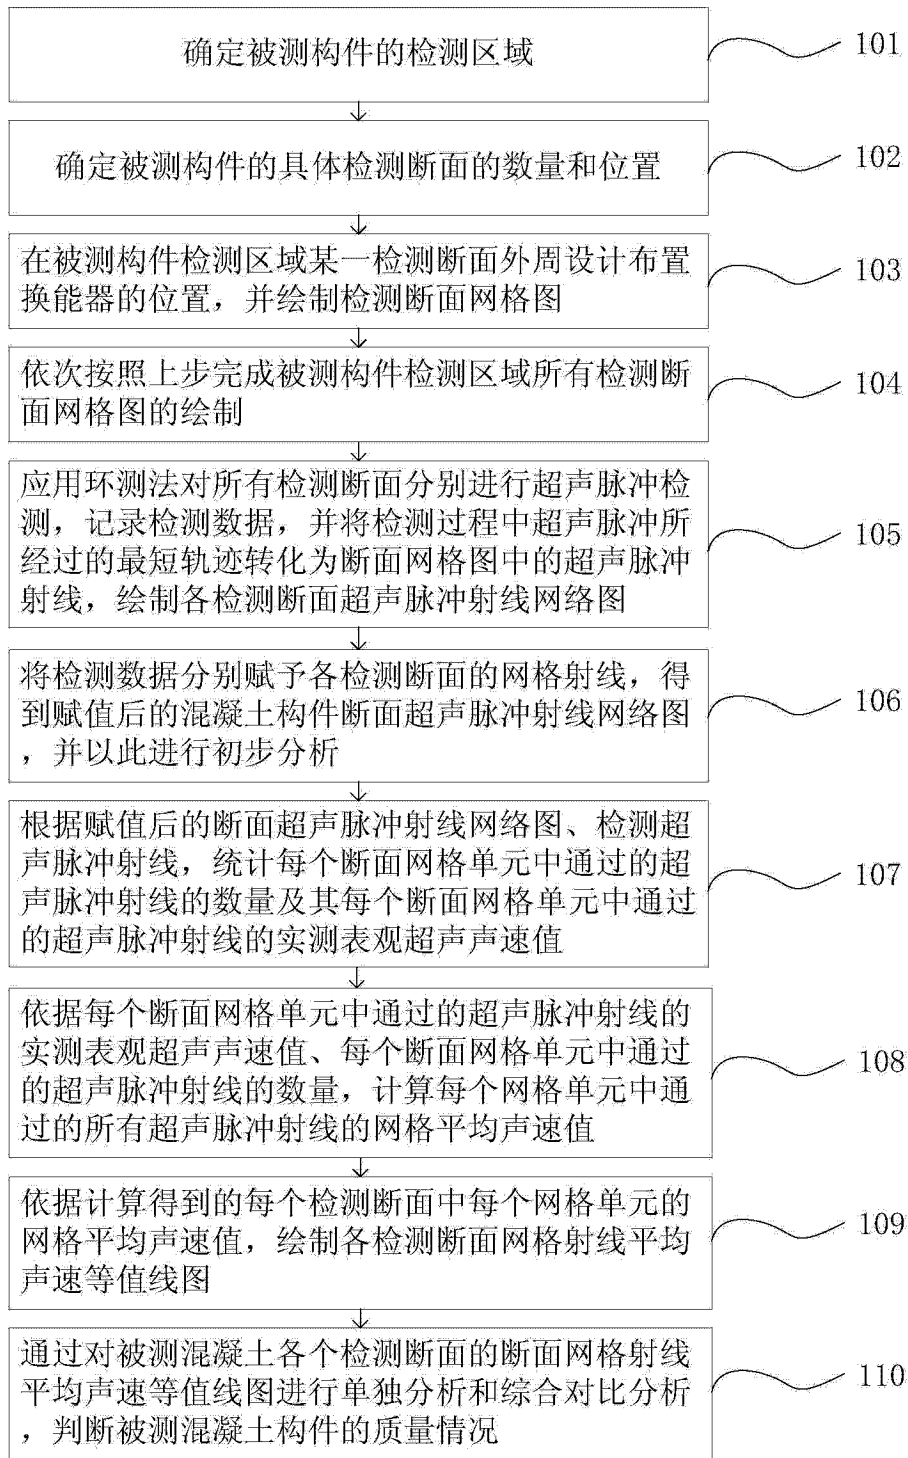 确定被测构件的检测区域
101
确定被测构件的具体检测断面的数量和位置
102
在被测构件检测区域某一检测断面外周设计布置
换能器的位置，并绘制检测断面网格图
103
依次按照上步完成被测构件检测区域所有检测断
面网格图的绘制
104
应用环测法对所有检测断面分别进行超声脉冲检
测，记录检测数据，并将检测过程中超声脉冲所
经过的最短轨迹转化为断面网格图中的超声脉冲
射线，绘制各检测断面超声脉冲射线网络图
105
将检测数据分别赋予各检测断面的网格射线，得
到赋值后的混凝土构件断面超声脉冲射线网络图
，并以此进行初步分析
106
根据赋值后的断面超声脉冲射线网络图、检测超
声脉冲射线，统计每个断面网格单元中通过的超
声脉冲射线的数量及其每个断面网格单元中通过
的超声脉冲射线的实测表观超声声速值
107
依据每个断面网格单元中通过的超声脉冲射线的
实测表观超声声速值、每个断面网格单元中通过
的超声脉冲射线的数量，计算每个网格单元中通
过的所有超声脉冲射线的网格平均声速值
108
依据计算得到的每个检测断面中每个网格单元的
网格平均声速值，绘制各检测断面网格射线平均
声速等值线图
109
通过对被测混凝土各个检测断面的断面网格射线
平均声速等值线图进行单独分析和综合对比分析
，判断被测混凝土构件的质量情况
110